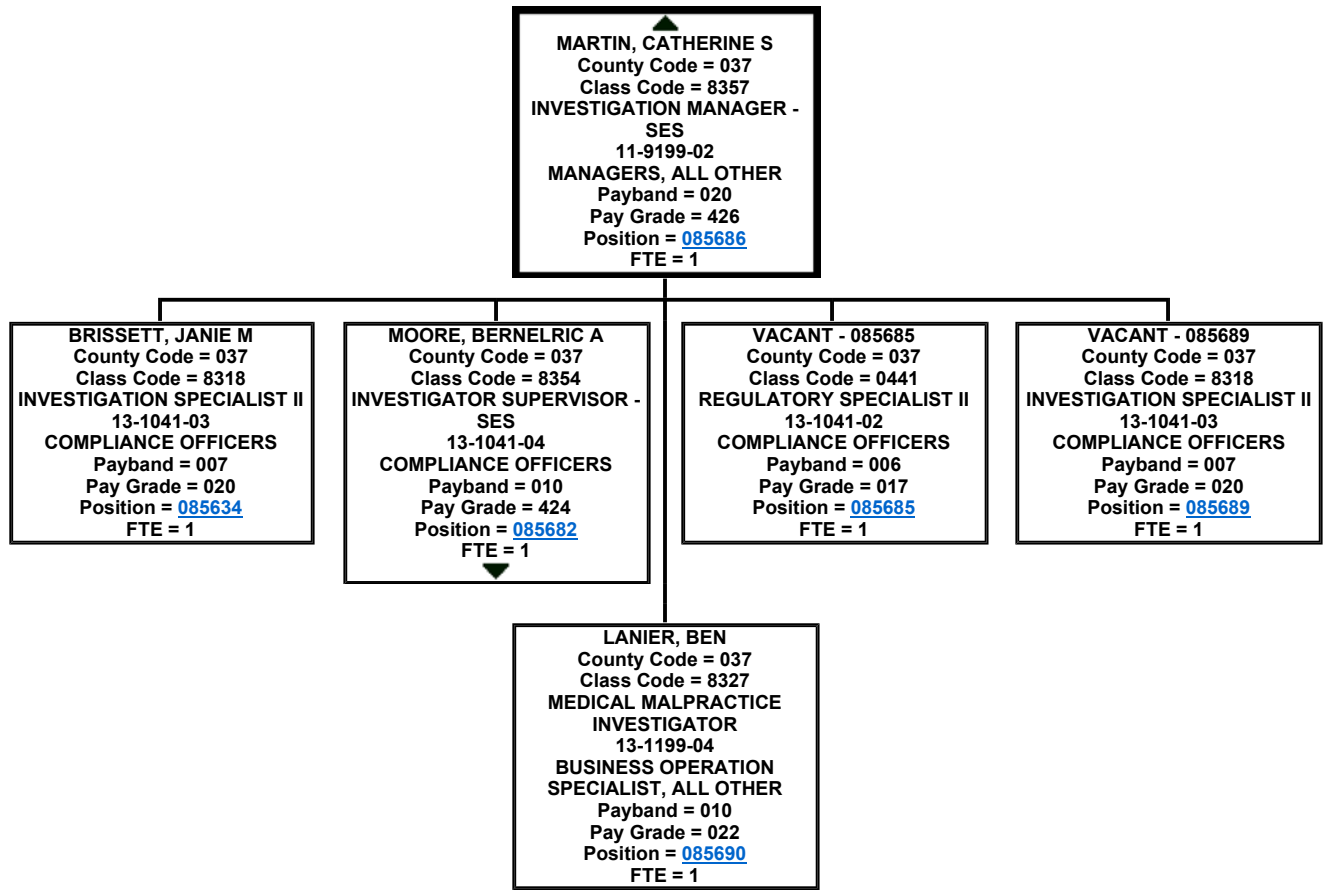 MARTIN, CATHERINE S
County Code = 037
Class Code = 8357
INVESTIGATION MANAGER -
SES
11-9199-02
MANAGERS, ALL OTHER
Payband = 020
Pay Grade = 426
Position = 085686
FTE = 1
BRISSETT, JANIE M
County Code = 037
Class Code = 8318
INVESTIGATION SPECIALIST II
13-1041-03
COMPLIANCE OFFICERS
Payband = 007
Pay Grade = 020
Position = 085634
FTE = 1
MOORE, BERNELRIC A
County Code = 037
Class Code = 8354
INVESTIGATOR SUPERVISOR -
SES
13-1041-04
COMPLIANCE OFFICERS
Payband = 010
Pay Grade = 424
Position = 085682
FTE = 1
VACANT - 085685
County Code = 037
Class Code = 0441
REGULATORY SPECIALIST II
13-1041-02
COMPLIANCE OFFICERS
Payband = 006
Pay Grade = 017
Position = 085685
FTE = 1
VACANT - 085689
County Code = 037
Class Code = 8318
INVESTIGATION SPECIALIST II
13-1041-03
COMPLIANCE OFFICERS
Payband = 007
Pay Grade = 020
Position = 085689
FTE = 1
LANIER, BEN
County Code = 037
Class Code = 8327
MEDICAL MALPRACTICE
INVESTIGATOR
13-1199-04
BUSINESS OPERATION
SPECIALIST, ALL OTHER
Payband = 010
Pay Grade = 022
Position = 085690
FTE = 1